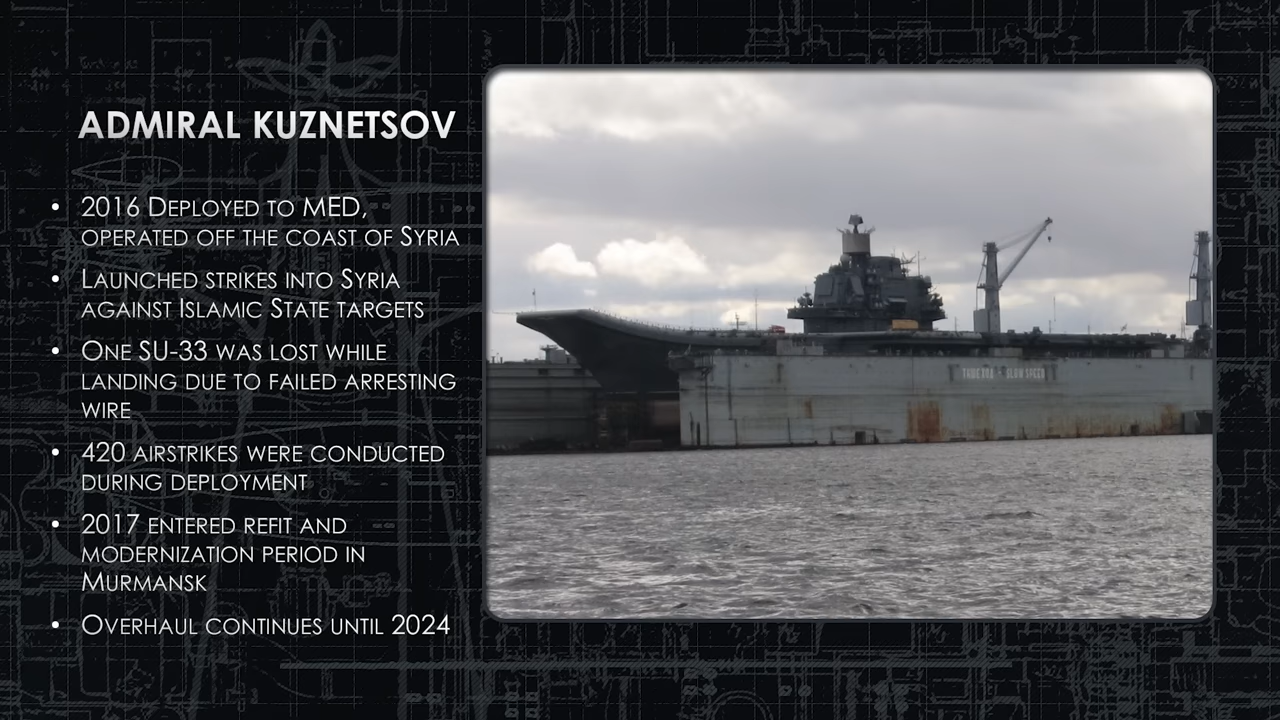 ADMIRAL KUZNETSOV
• 2016 Deployed to MED,
operated off the coast of Syria
• Launched strikes into Syria
against Islamic State targets
• One SU-33 was lost while
landing due to failed arresting
wire
• 420 airstrikes were conducted
during deployment
• 2017 entered refit and
modernization period in
Murmansk
• Overhaul continues until 2024
SLOW SPEED